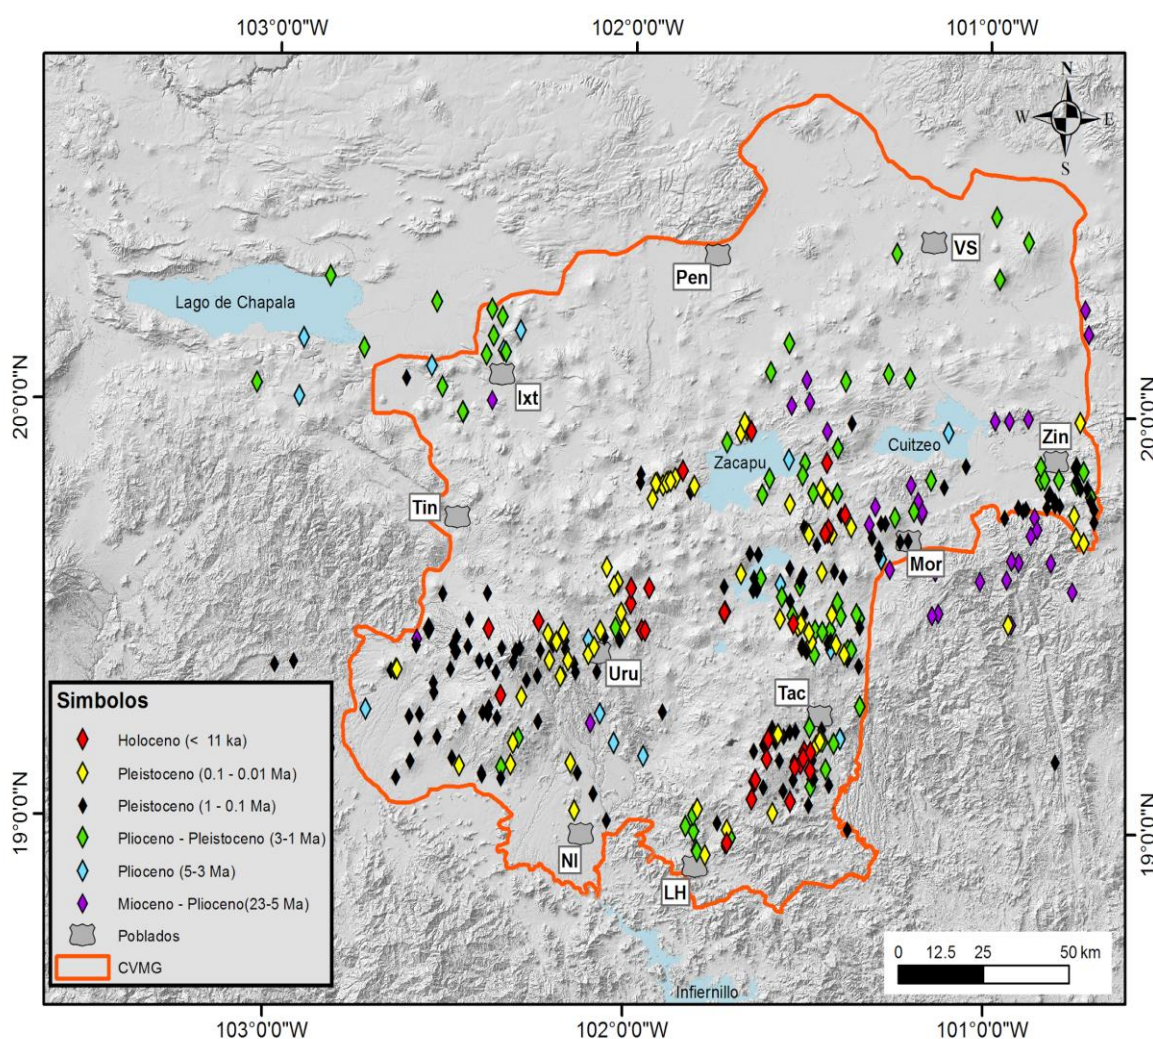 103°0'0"W 102°0'0"W 101°0'0"W
N
W E
S
VS
Pen
Lago de Chapala
20°0'0"N
Ixt
20°0'0"N
Cuitzeo
Zin
Zacapu
Tin
Mor
Uru
Simbolos
Tac
Holoceno (< 11 ka)
Pleistoceno (0.1 - 0.01 Ma)
Pleistoceno (1 - 0.1 Ma)
19°0'0"N
Plioceno - Pleistoceno (3-1 Ma)
19°0'0"N
NI
Plioceno (5-3 Ma)
LH
Mioceno - Plioceno(23-5 Ma)
Poblados
0 12.5 25 50 km
CVMG
Infiernillo
103°0'0"W 102°0'0"W 101°0'0"W